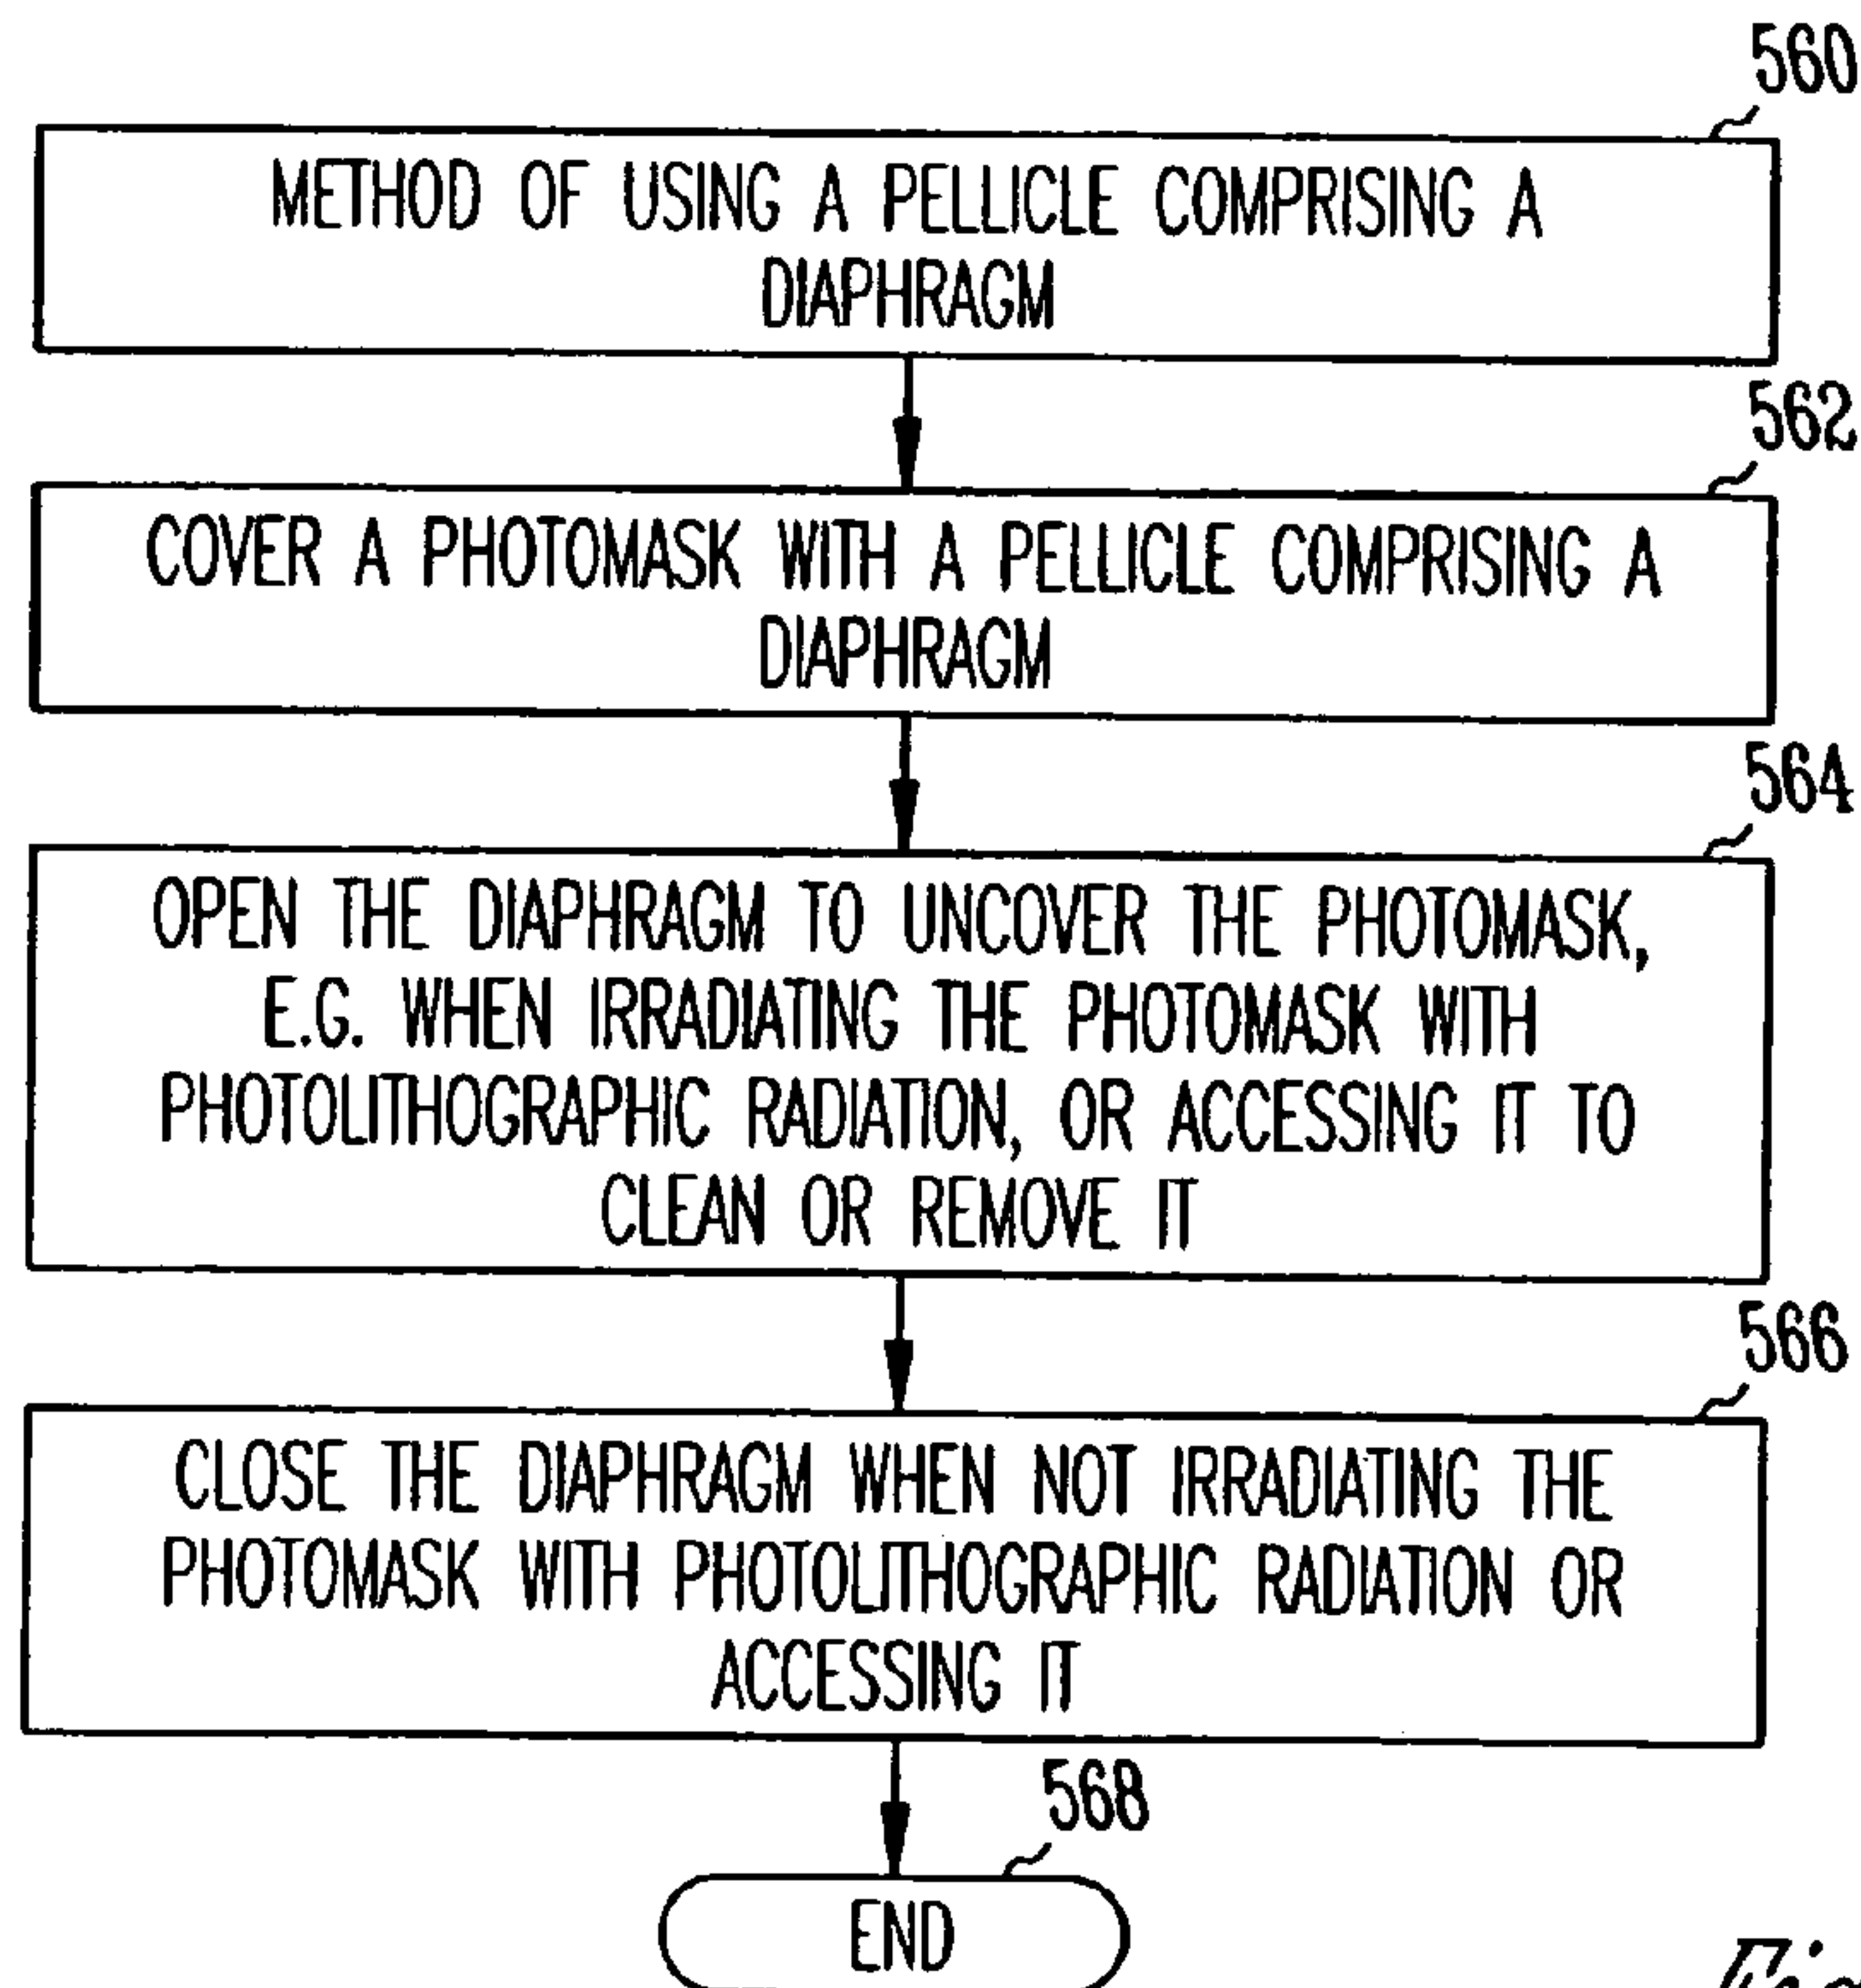 560
METHOD OF USING A PELLICLE COMPRISING A
DIAPHRAGM
562
COVER A PHOTOMASK WITH A PELLICLE COMPRISING A
DIAPHRAGM
564
OPEN THE DIAPHRAGM TO UNCOVER THE PHOTOMASK,
E.G. WHEN IRRADIATING THE PHOTOMASK WITH
PHOTOLITHOGRAPHIC RADIATION, OR ACCESSING IT TO
CLEAN OR REMOVE IT
566
CLOSE THE DIAPHRAGM WHEN NOT IRRADIATING THE
PHOTOMASK WITH PHOTOLITHOGRAPHIC RADIATION OR
ACCESSING IT
568
END